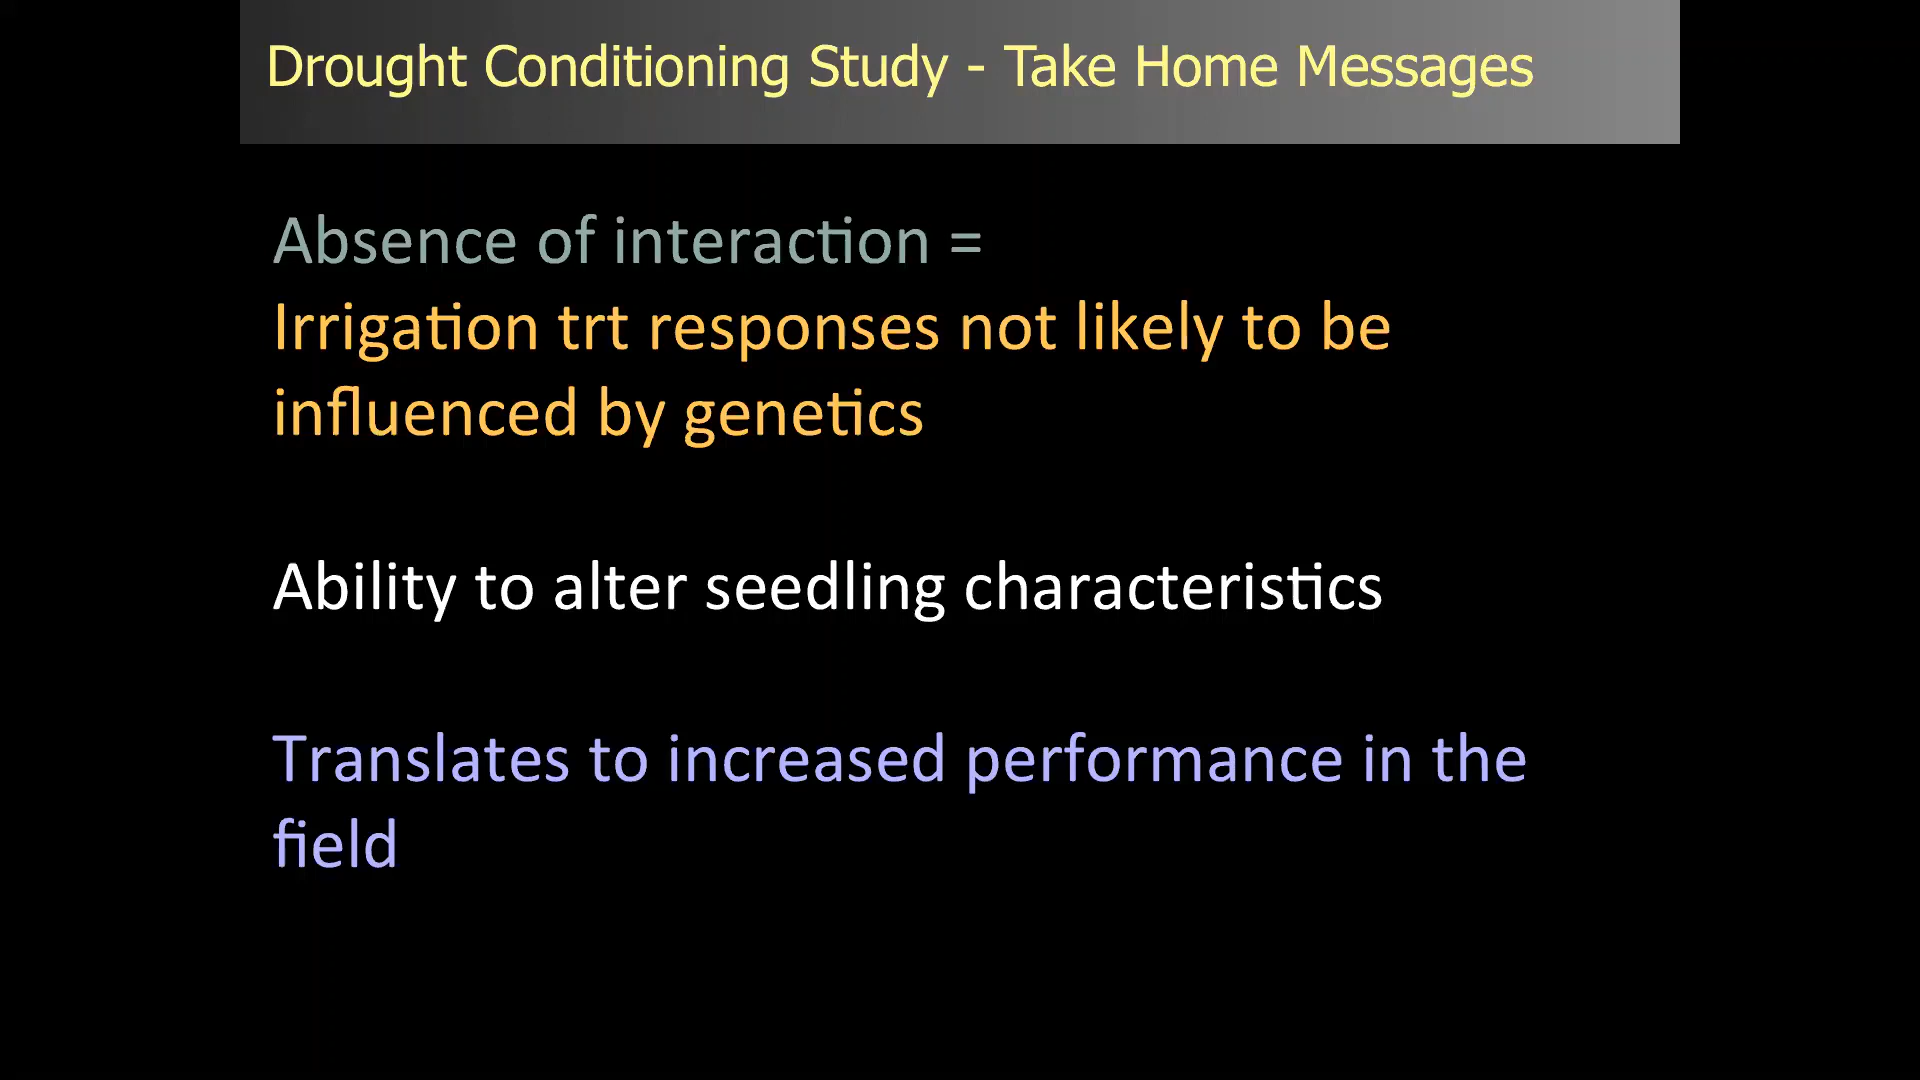 Drought Conditioning Study - Take Home Messages
Absence of interaction =
Irrigation trt responses not likely to be
influenced by genetics
Ability to alter seedling characteristics
Translates to increased performance in the
field